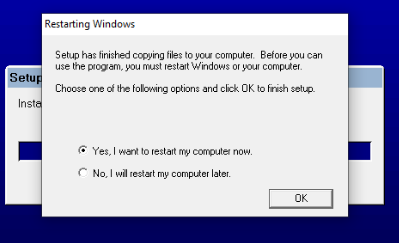 Restarting Windows
Setup has finished copying files to your computer. Before you can
use the program, you must restart Windows or your computer.
Choose one of the following options and click OK to finish setup.
Setup
Insta
Yes, I want to restart my computer now.
No, I will restart my computer later.
OK